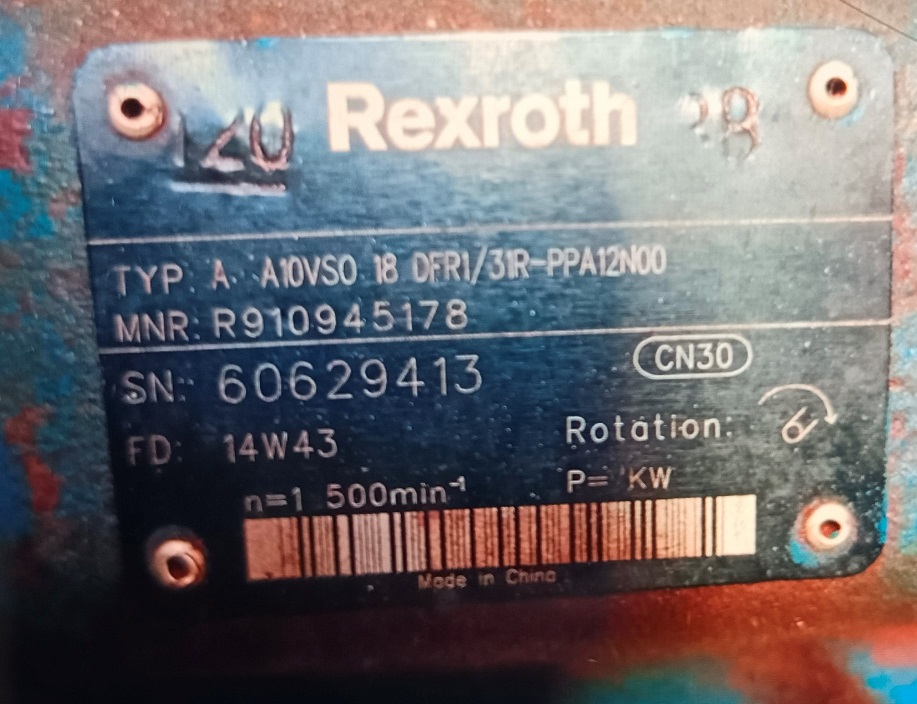 120 Rexroth
TYP: A A10VSO 18 DFR1/31R-PPA12N00
MNR: R910945178
SN: 60629413 CN30
FD: 14W43 Rotation:
n=1 500min⁻¹ P= KW
Made in China